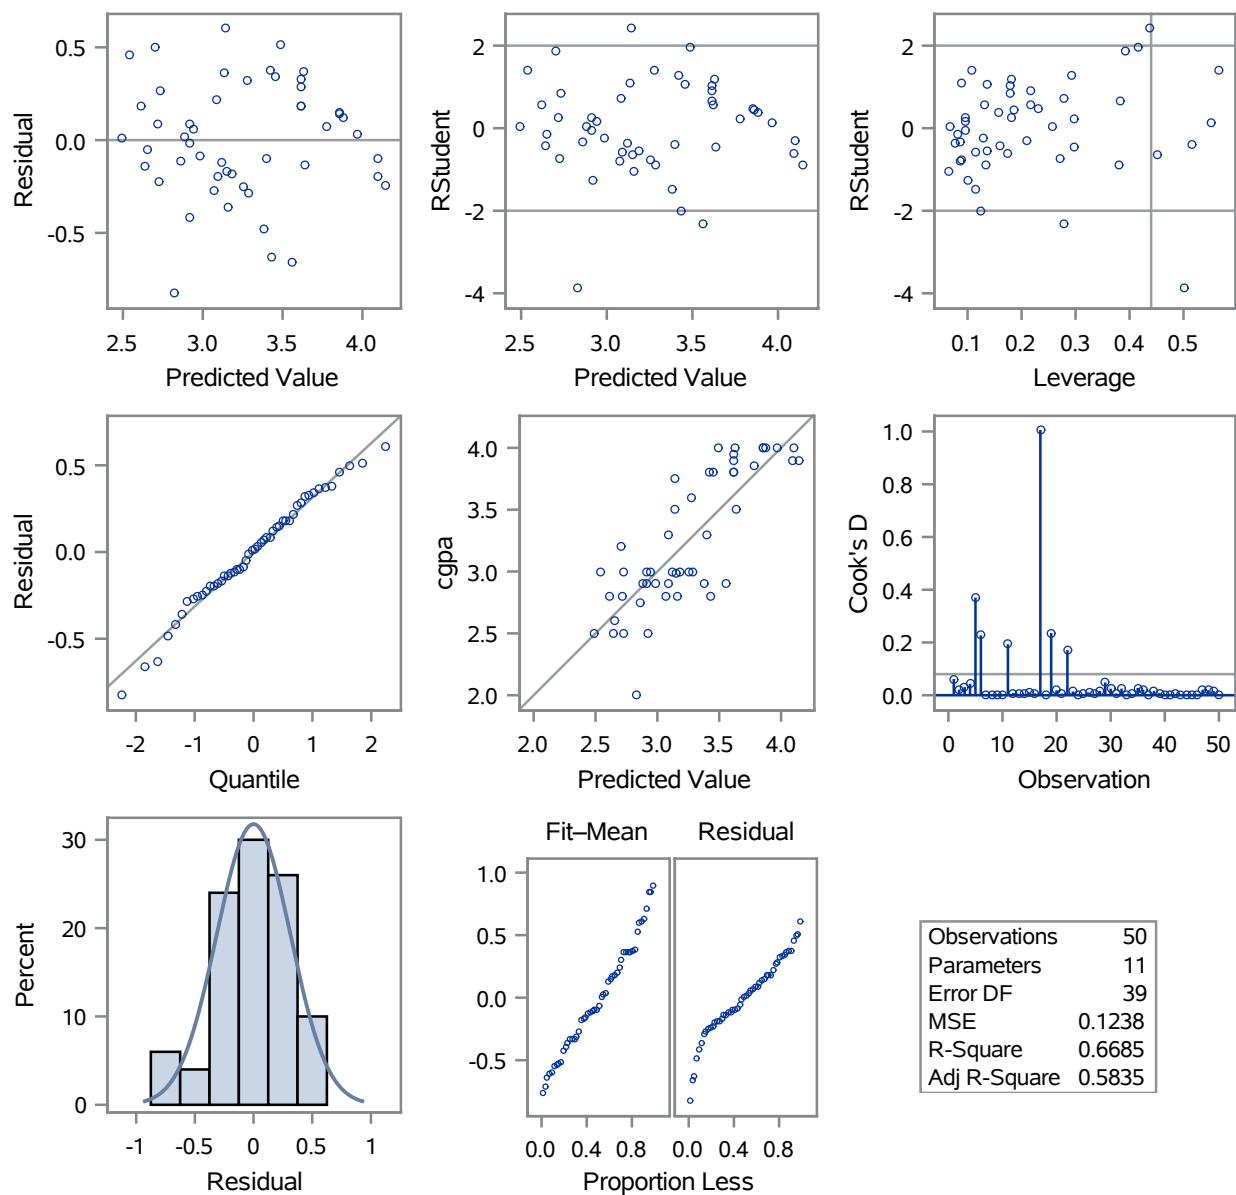 0.5
0.0
-0.5
Residual
2.5 3.0 3.5 4.0
Predicted Value
2
0
-2
-4
RStudent
2.5 3.0 3.5 4.0
Predicted Value
2
0
-2
-4
RStudent
0.1 0.2 0.3 0.4 0.5
Leverage
0.5
0.0
-0.5
Residual
-2 -1 0 1 2
Quantile
4.0
3.5
3.0
2.5
2.0
cgpa
2.0 2.5 3.0 3.5 4.0
Predicted Value
1.0
0.8
0.6
0.4
0.2
0.0
Cook's D
0 10 20 30 40 50
Observation
30
20
10
0
Percent
-1 -0.5 0 0.5 1
Residual
Fit–Mean Residual
1.0
0.5
0.0
-0.5
0.0 0.4 0.8 0.0 0.4 0.8
Proportion Less
Observations 50
Parameters 11
Error DF 39
MSE 0.1238
R-Square 0.6685
Adj R-Square 0.5835